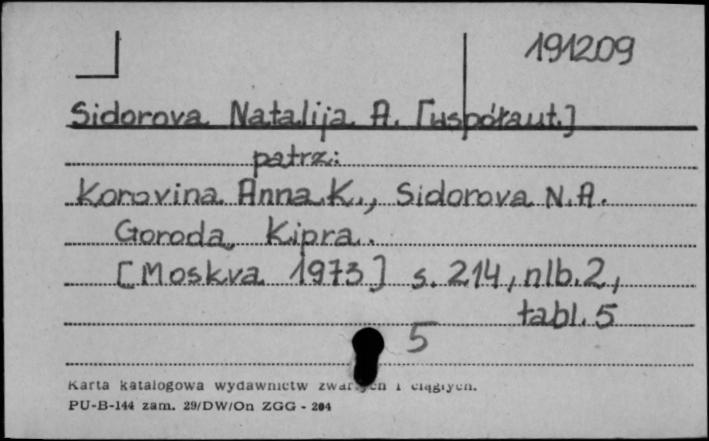 191209
Sidorova Natalija A. [współaut.]
patrz:
Korovina Anna K., Sidorova N.A.
Goroda Kipra.
[Moskva 1973] s. 214, nlb. 2,
tabl. 5
5
Karta katalogowa wydawnictw zwartych i ciągłych.
PU-B-144 zam. 29/DW/On ZGG - 204